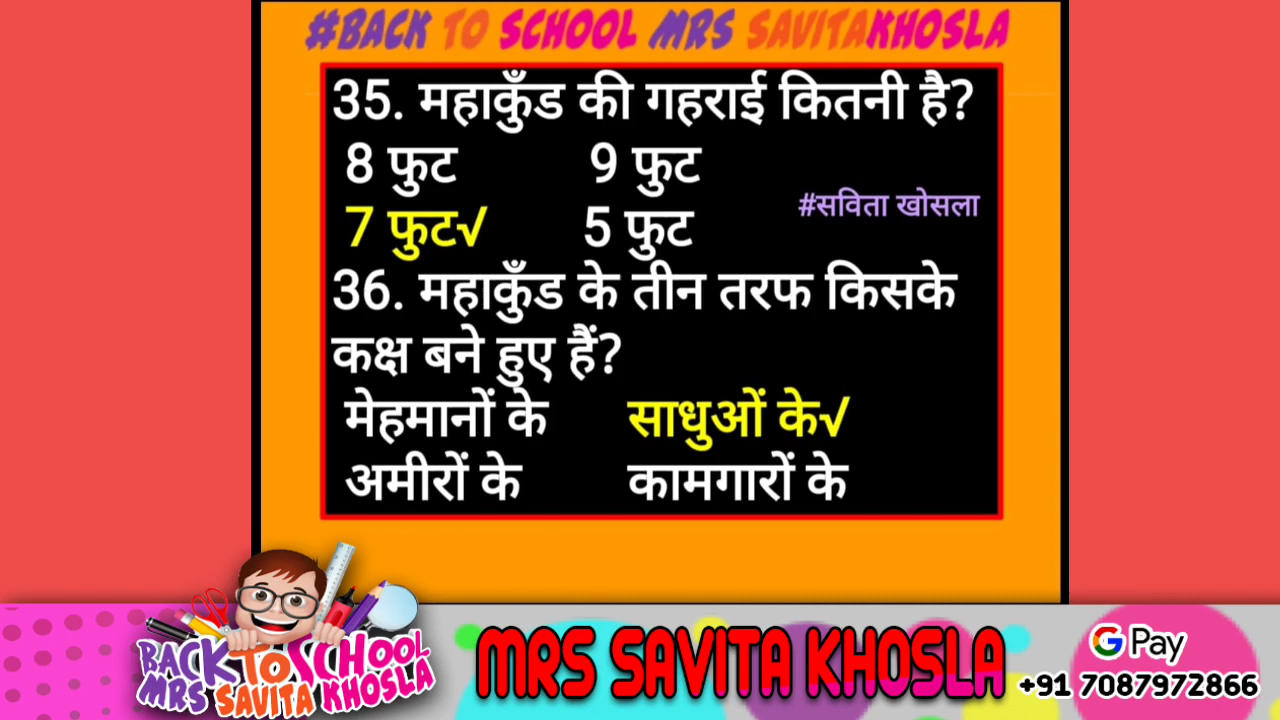 #BACK TO SCHOOL MRS SAVITAKHOSLA
35. महाकुँड की गहराई कितनी है?
8 फुट 9 फुट
#सविता खोसला
7 फुट√ 5 फुट
36. महाकुँड के तीन तरफ किसके
कक्ष बने हुए हैं?
मेहमानों के साधुओं के√
अमीरों के कामगारों के
BACK TO SCHOOL
MRS SAVITA KHOSLA
MRS SAVITA KHOSLA
G Pay
+91 7087972866